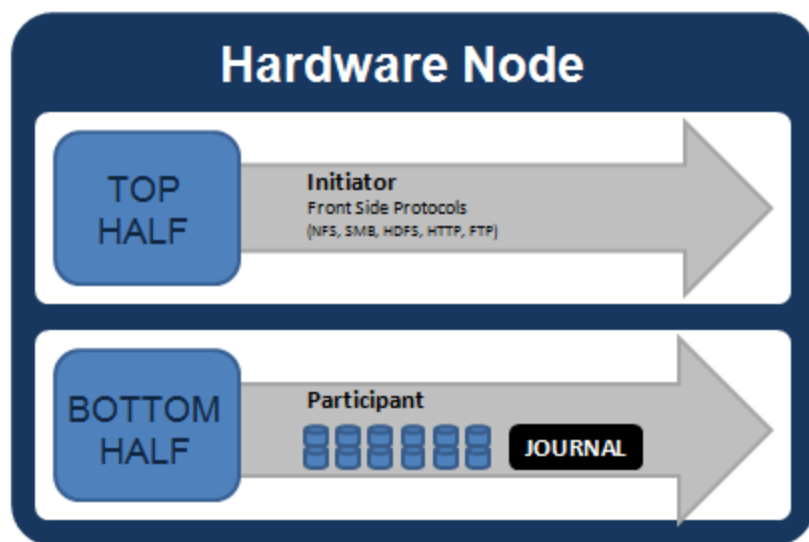 Hardware Node
TOP
HALF
Initiator
Front Side Protocols
(NFS, SMB, HDFS, HTTP, FTP)
BOTTOM
HALF
Participant
JOURNAL